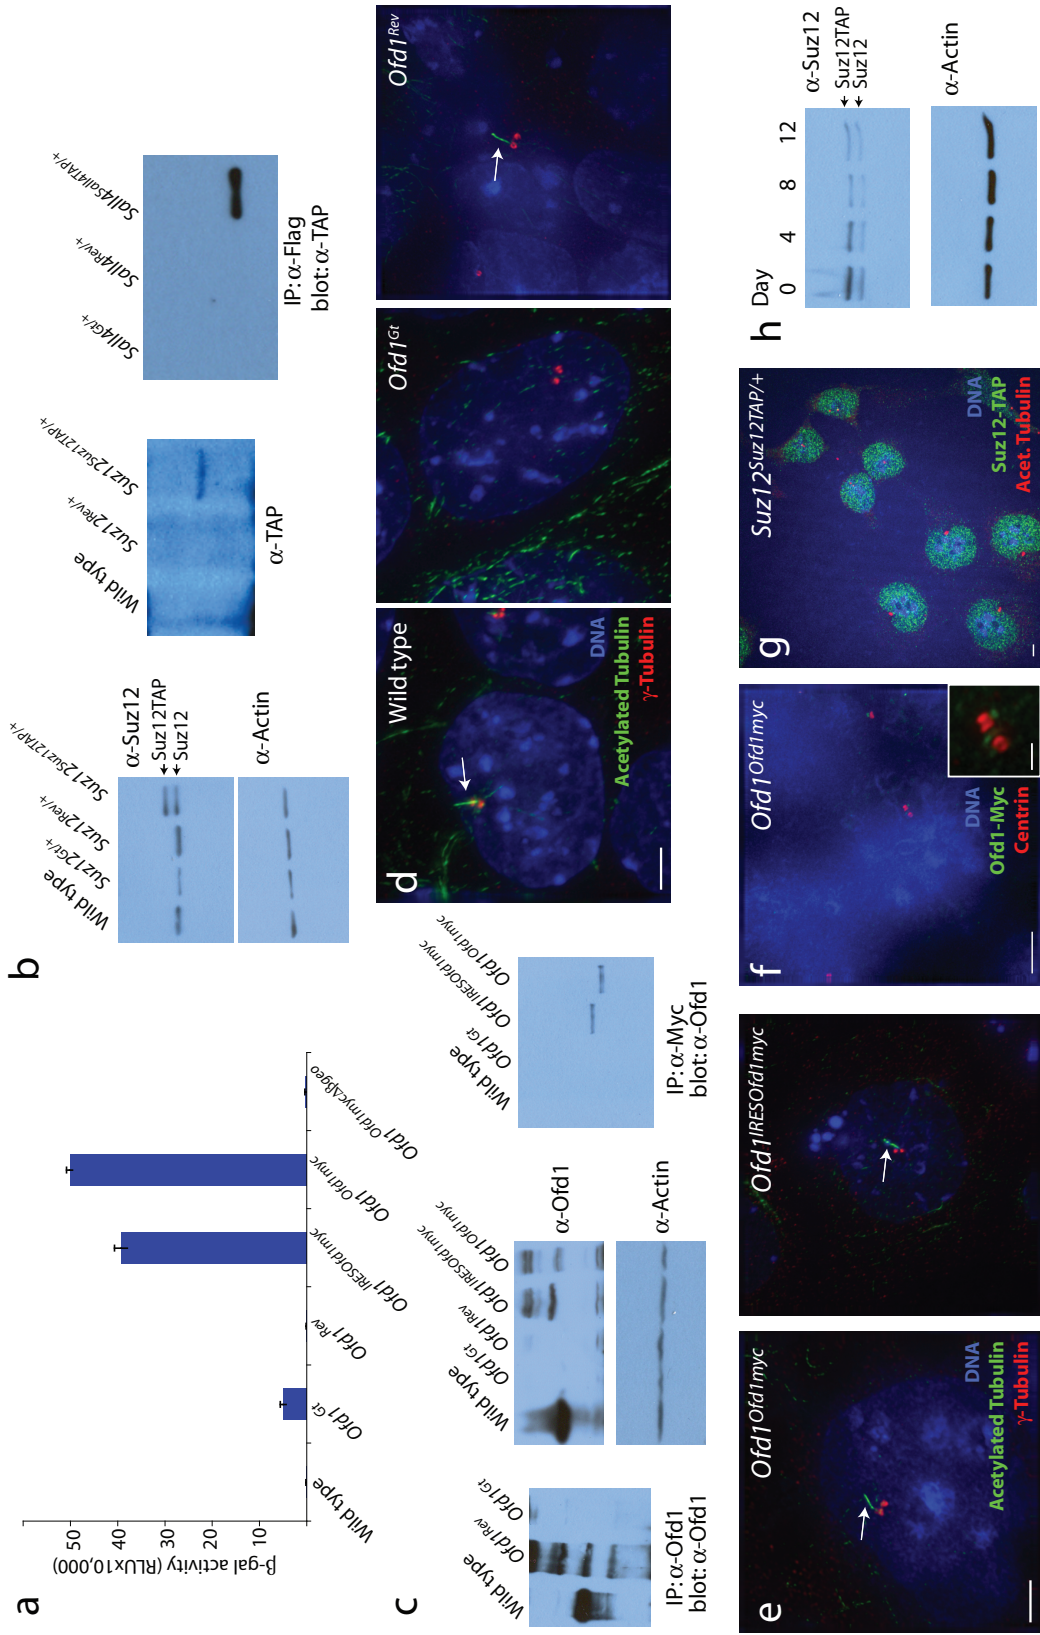 a
β-gal activity (RLUx10,000)
50
40
30
20
10
Wild type
Ofd1Gt
Ofd1Rev
Ofd1IRESOfd1myc
Ofd1Ofd1myc
Ofd1Ofd1mycΔβgeo
b
Wild type
Suz12Gt/+
Suz12Rev/+
Suz12Suz12TAP/+
α-Suz12
Suz12TAP
Suz12
α-Actin
Wild type
Suz12Rev/+
Suz12Suz12TAP/+
α-TAP
Sall4Gt/+
Sall4Rev/+
Sall4Sall4TAP/+
IP: α-Flag
blot: α-TAP
c
Wild type
Ofd1Rev
Ofd1Gt
IP: α-Ofd1
blot: α-Ofd1
Wild type
Ofd1Gt
Ofd1Rev
Ofd1IRESOfd1myc
Ofd1Ofd1myc
α-Ofd1
α-Actin
Wild type
Ofd1Gt
Ofd1IRESOfd1myc
Ofd1Ofd1myc
IP: α-Myc
blot: α-Ofd1
d
Wild type
DNA
Acetylated Tubulin
γ-Tubulin
Ofd1Gt
Ofd1Rev
e
Ofd1Ofd1myc
DNA
Acetylated Tubulin
γ-Tubulin
Ofd1IRESOfd1myc
f
Ofd1Ofd1myc
DNA
Ofd1-Myc
Centrin
g
Suz12Suz12TAP/+
DNA
Suz12-TAP
Acet. Tubulin
h
Day
0 4 8 12
α-Suz12
Suz12TAP
Suz12
α-Actin